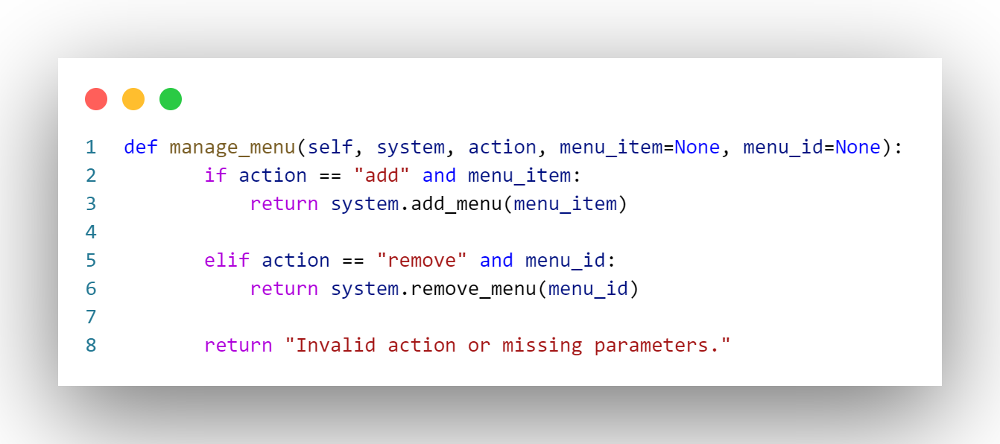 1 def manage_menu(self, system, action, menu_item=None, menu_id=None):
2         if action == "add" and menu_item:
3             return system.add_menu(menu_item)
4
5         elif action == "remove" and menu_id:
6             return system.remove_menu(menu_id)
7
8         return "Invalid action or missing parameters."